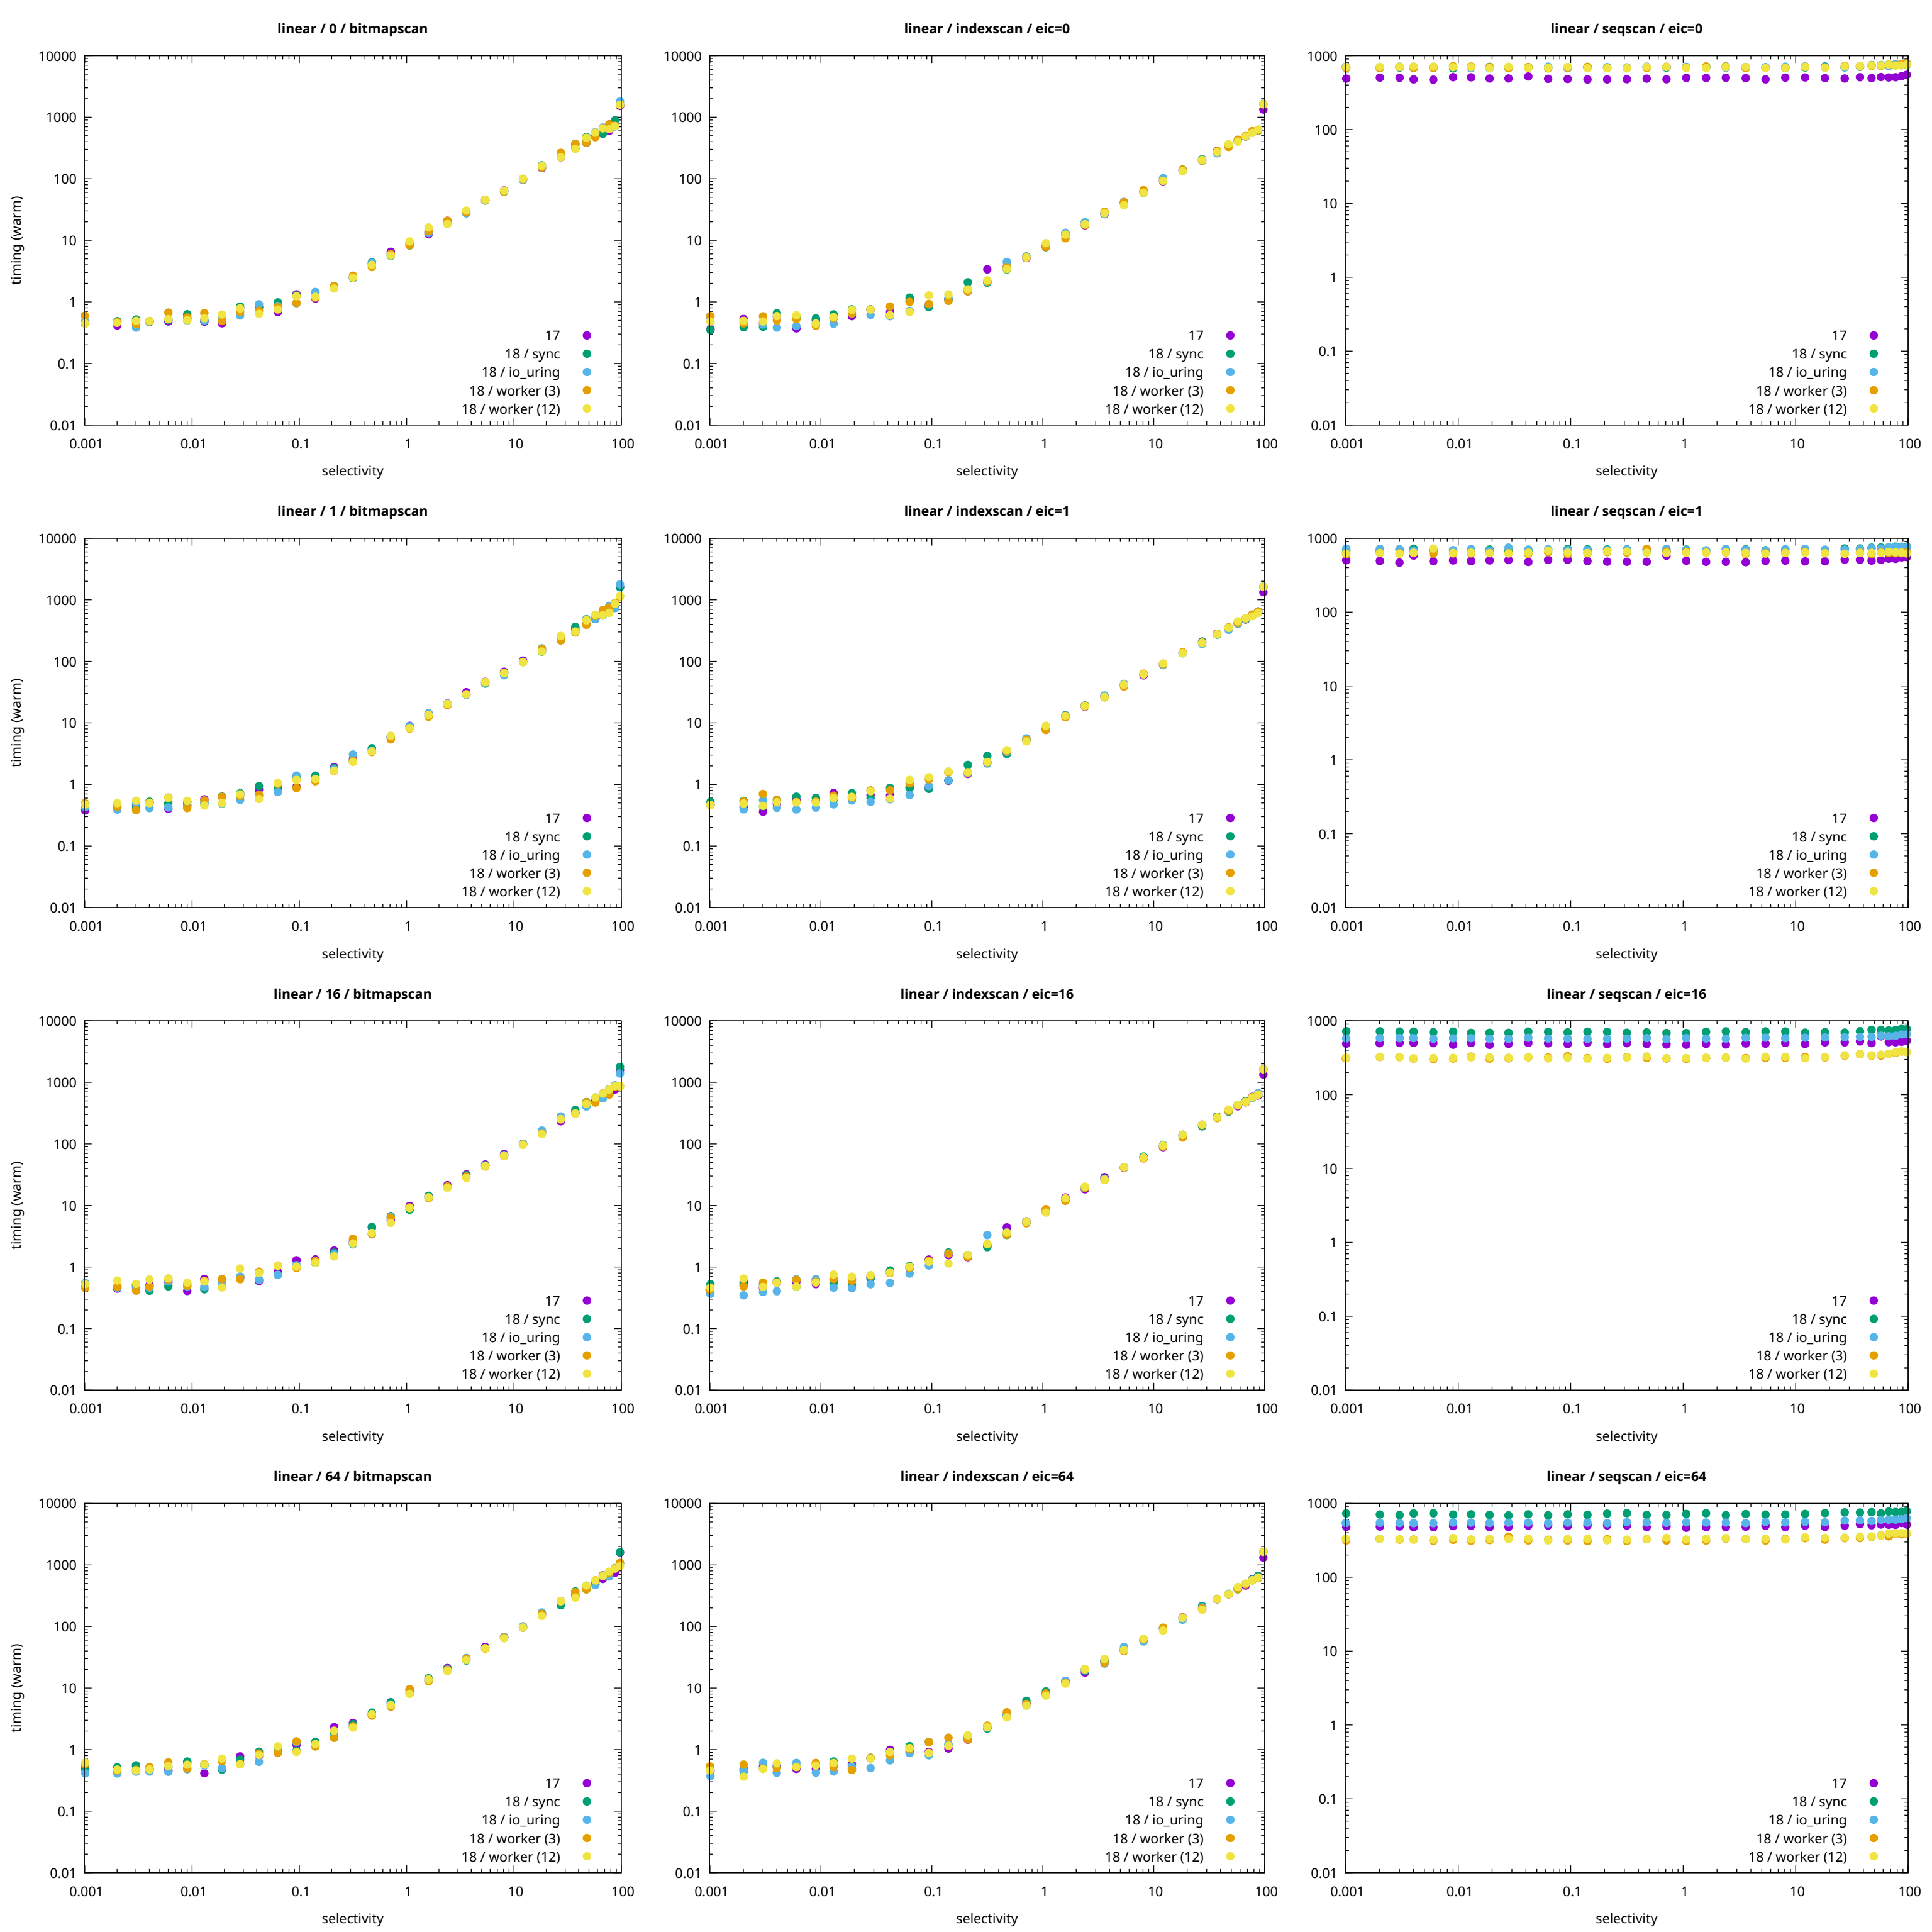 linear / 0 / bitmapscan
timing (warm)
10000
1000
100
10
1
0.1
0.01
17
18 / sync
18 / io_uring
18 / worker (3)
18 / worker (12)
0.001 0.01 0.1 1 10 100
selectivity
linear / indexscan / eic=0
10000
1000
100
10
1
0.1
0.01
17
18 / sync
18 / io_uring
18 / worker (3)
18 / worker (12)
0.001 0.01 0.1 1 10 100
selectivity
linear / seqscan / eic=0
1000
100
10
1
0.1
0.01
17
18 / sync
18 / io_uring
18 / worker (3)
18 / worker (12)
0.001 0.01 0.1 1 10 100
selectivity
linear / 1 / bitmapscan
timing (warm)
10000
1000
100
10
1
0.1
0.01
17
18 / sync
18 / io_uring
18 / worker (3)
18 / worker (12)
0.001 0.01 0.1 1 10 100
selectivity
linear / indexscan / eic=1
10000
1000
100
10
1
0.1
0.01
17
18 / sync
18 / io_uring
18 / worker (3)
18 / worker (12)
0.001 0.01 0.1 1 10 100
selectivity
linear / seqscan / eic=1
1000
100
10
1
0.1
0.01
17
18 / sync
18 / io_uring
18 / worker (3)
18 / worker (12)
0.001 0.01 0.1 1 10 100
selectivity
linear / 16 / bitmapscan
timing (warm)
10000
1000
100
10
1
0.1
0.01
17
18 / sync
18 / io_uring
18 / worker (3)
18 / worker (12)
0.001 0.01 0.1 1 10 100
selectivity
linear / indexscan / eic=16
10000
1000
100
10
1
0.1
0.01
17
18 / sync
18 / io_uring
18 / worker (3)
18 / worker (12)
0.001 0.01 0.1 1 10 100
selectivity
linear / seqscan / eic=16
1000
100
10
1
0.1
0.01
17
18 / sync
18 / io_uring
18 / worker (3)
18 / worker (12)
0.001 0.01 0.1 1 10 100
selectivity
linear / 64 / bitmapscan
timing (warm)
10000
1000
100
10
1
0.1
0.01
17
18 / sync
18 / io_uring
18 / worker (3)
18 / worker (12)
0.001 0.01 0.1 1 10 100
selectivity
linear / indexscan / eic=64
10000
1000
100
10
1
0.1
0.01
17
18 / sync
18 / io_uring
18 / worker (3)
18 / worker (12)
0.001 0.01 0.1 1 10 100
selectivity
linear / seqscan / eic=64
1000
100
10
1
0.1
0.01
17
18 / sync
18 / io_uring
18 / worker (3)
18 / worker (12)
0.001 0.01 0.1 1 10 100
selectivity